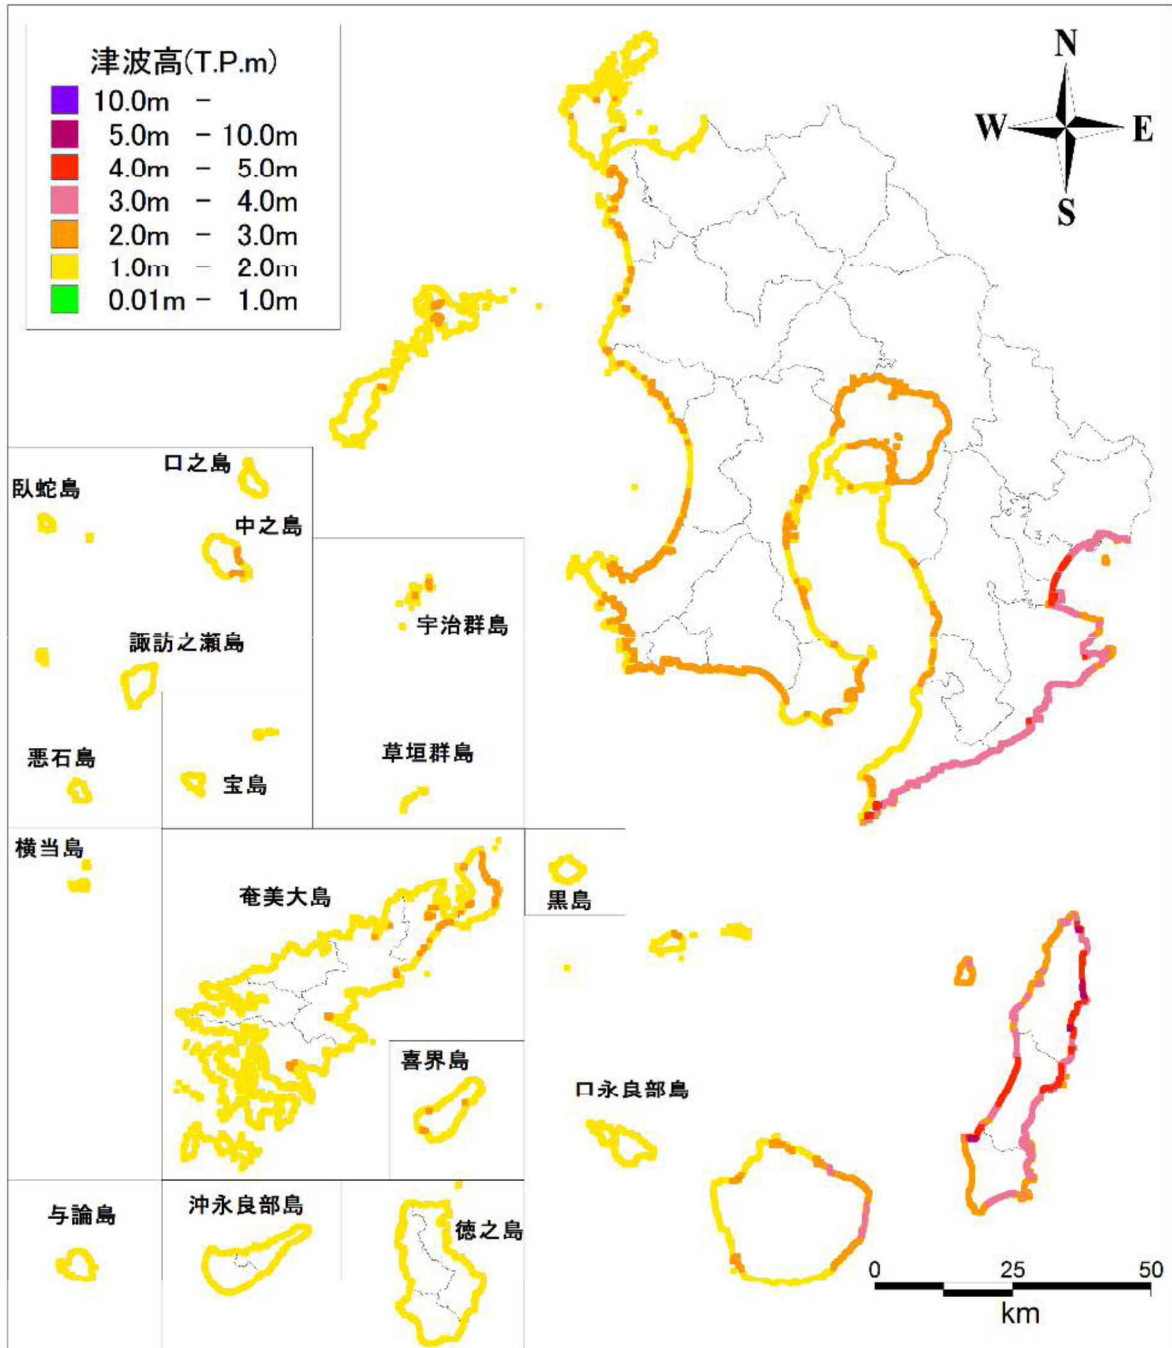 津波高(T.P.m)
10.0m -
5.0m - 10.0m
4.0m - 5.0m
3.0m - 4.0m
2.0m - 3.0m
1.0m - 2.0m
0.01m - 1.0m
N
W
E
S
口之島
臥蛇島
中之島
宇治群島
諏訪之瀬島
悪石島
宝島
草垣群島
横当島
奄美大島
黒島
喜界島
口永良部島
与論島
沖永良部島
徳之島
0 25 50
km